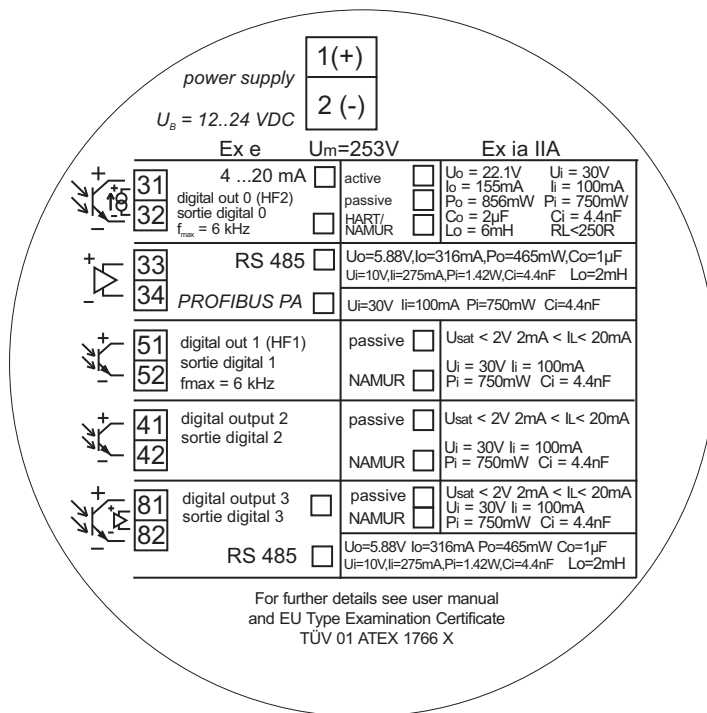 1(+)
power supply
2 (-)
U_B = 12..24 VDC
Ex e Um=253V Ex ia IIA
+ 31 4 ...20 mA active Uo = 22.1V Ui = 30V
digital out 0 (HF2) Io = 155mA Ii = 100mA
+ - 32 sortie digital 0 passive Po = 856mW Pi = 750mW
f_max = 6 kHz HART/ Co = 2µF Ci = 4.4nF
- NAMUR Lo = 6mH RL<250R
+ 33 RS 485 Uo=5.88V,Io=316mA,Po=465mW,Co=1µF
Ui=10V,Ii=275mA,Pi=1.42W,Ci=4.4nF Lo=2mH
- 34 PROFIBUS PA Ui=30V Ii=100mA Pi=750mW Ci=4.4nF
+ 51 digital out 1 (HF1) passive Usat < 2V 2mA < IL< 20mA
sortie digital 1 Ui = 30V Ii = 100mA
- 52 fmax = 6 kHz NAMUR Pi = 750mW Ci = 4.4nF
+ 41 digital output 2 passive Usat < 2V 2mA < IL< 20mA
sortie digital 2 Ui = 30V Ii = 100mA
- 42 NAMUR Pi = 750mW Ci = 4.4nF
+ 81 digital output 3 passive Usat < 2V 2mA < IL< 20mA
+ sortie digital 3 Ui = 30V Ii = 100mA
- 82 NAMUR Pi = 750mW Ci = 4.4nF
- RS 485 Uo=5.88V Io=316mA Po=465mW Co=1µF
Ui=10V,Ii=275mA,Pi=1.42W,Ci=4.4nF Lo=2mH
For further details see user manual
and EU Type Examination Certificate
TÜV 01 ATEX 1766 X